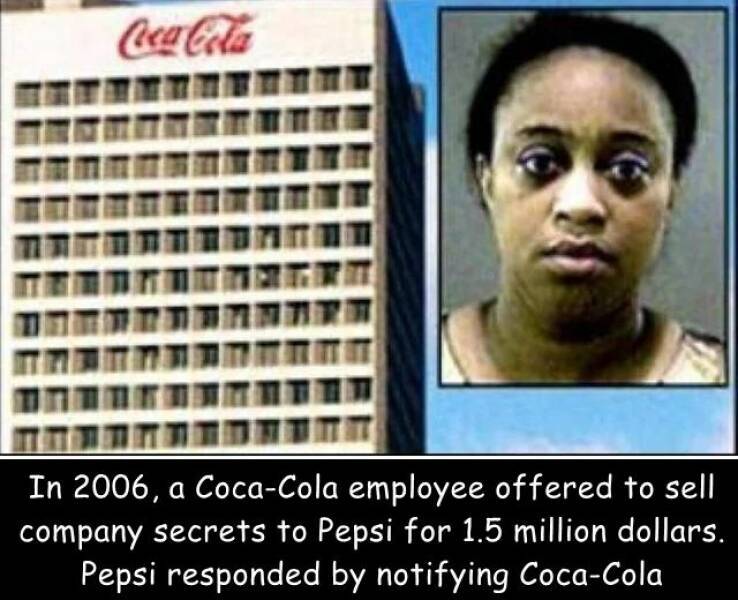 Coca-Cola
In 2006, a Coca-Cola employee offered to sell
company secrets to Pepsi for 1.5 million dollars.
Pepsi responded by notifying Coca-Cola